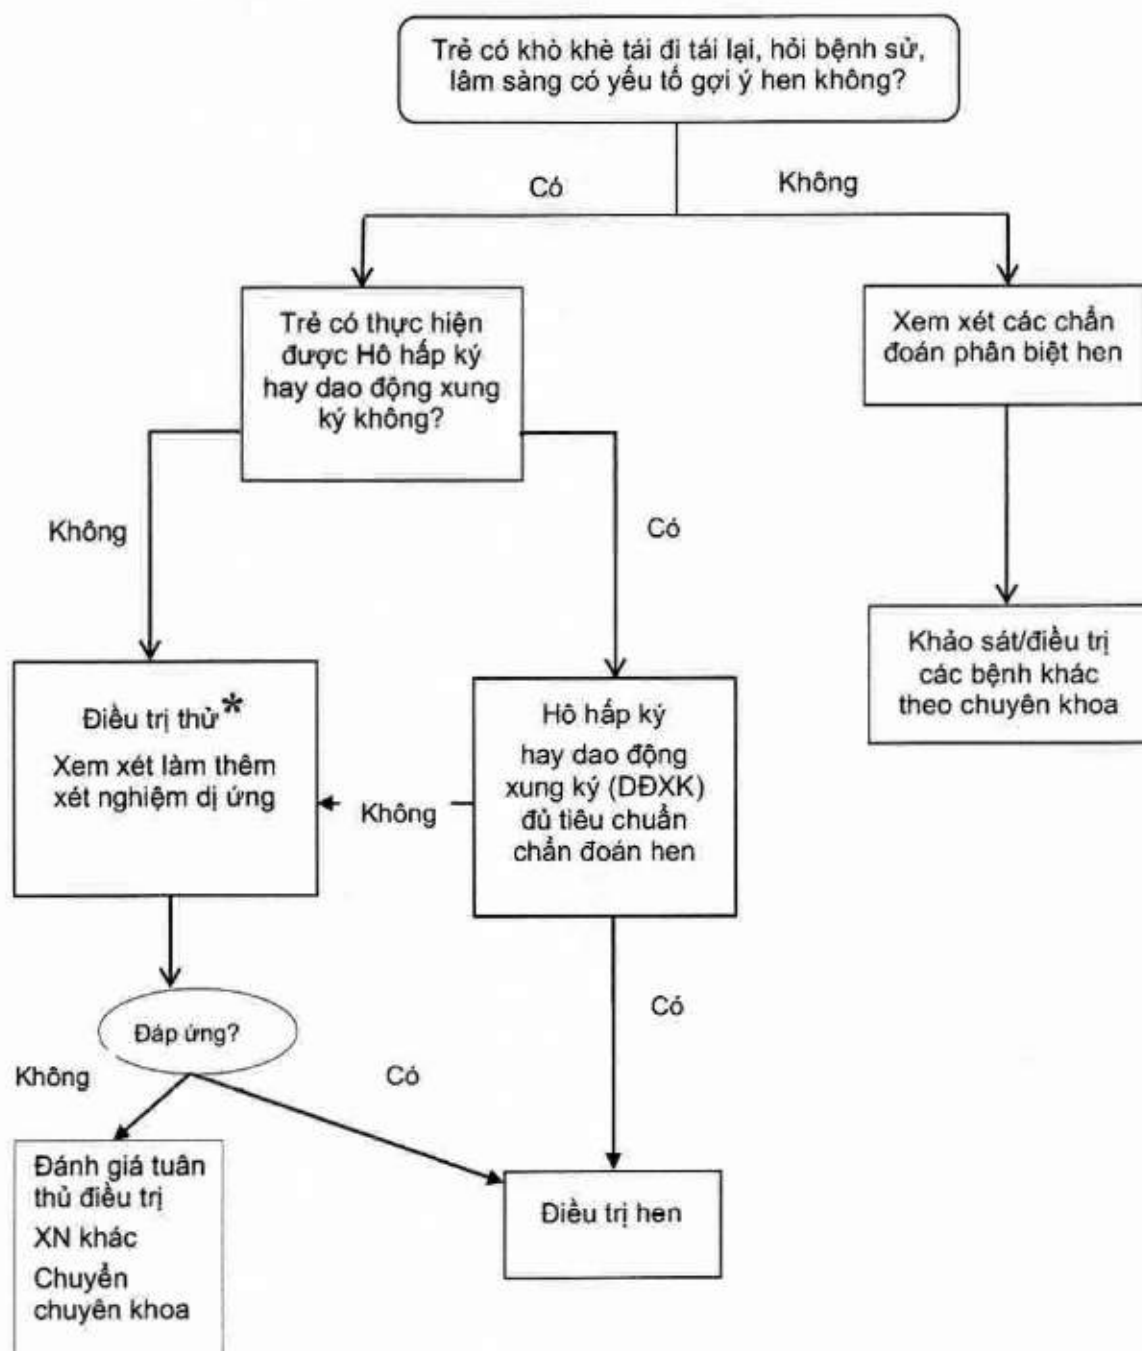 Trẻ có khò khè tái đi tái lại, hỏi bệnh sử,
lâm sàng có yếu tố gợi ý hen không?
Có
Không
Trẻ có thực hiện
được Hô hấp ký
hay dao động xung
ký không?
Xem xét các chẩn
đoán phân biệt hen
Không
Có
Khảo sát/điều trị
các bệnh khác
theo chuyên khoa
Điều trị thử*
Xem xét làm thêm
xét nghiệm dị ứng
Không
Hô hấp ký
hay dao động
xung ký (DĐXK)
đủ tiêu chuẩn
chẩn đoán hen
Có
Đáp ứng?
Không
Có
Đánh giá tuân
thủ điều trị
XN khác
Chuyển
chuyên khoa
Điều trị hen